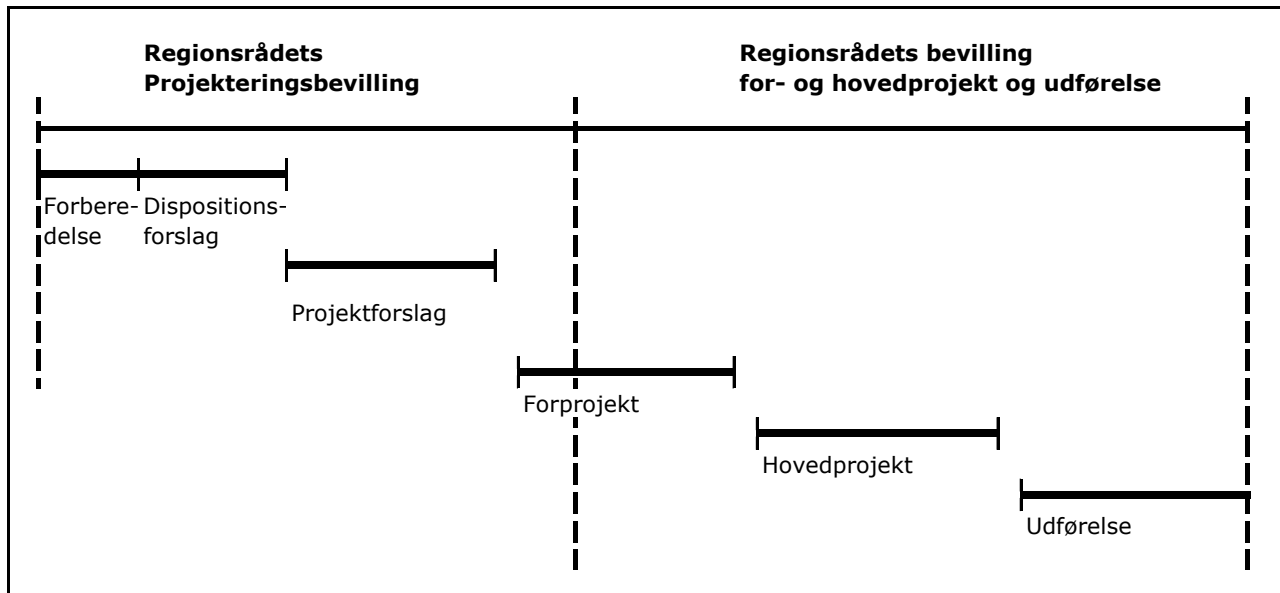 Regionsrådets
Projekteringsbevilling
Regionsrådets bevilling
for- og hovedprojekt og udførelse
Forbere-
delse
Dispositions-
forslag
Projektforslag
Forprojekt
Hovedprojekt
Udførelse